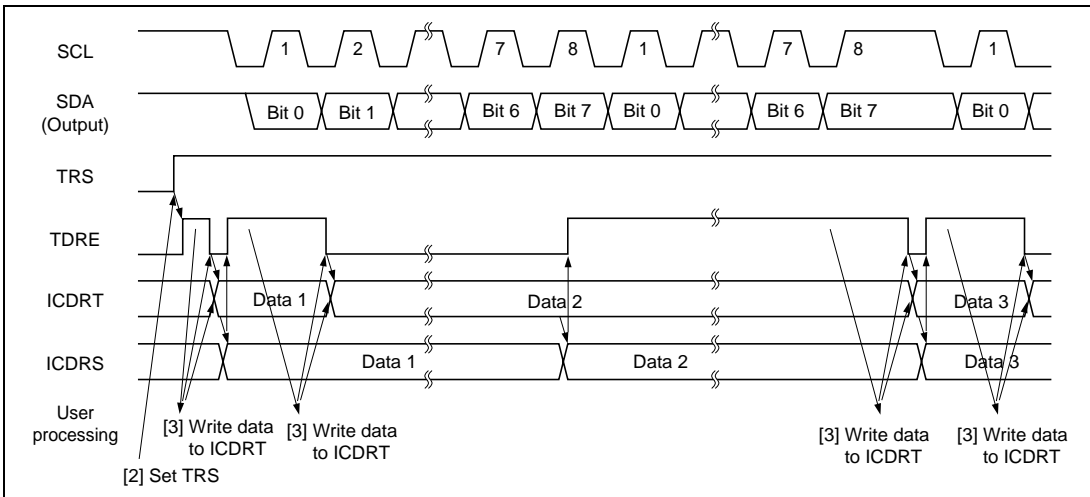 SCL
1
2
7
8
1
7
8
1
SDA
(Output)
Bit 0
Bit 1
Bit 6
Bit 7
Bit 0
Bit 6
Bit 7
Bit 0
TRS
TDRE
ICDRT
Data 1
Data 2
Data 3
ICDRS
Data 1
Data 2
Data 3
User
processing
[3] Write data
to ICDRT
[3] Write data
to ICDRT
[3] Write data
to ICDRT
[3] Write data
to ICDRT
[2] Set TRS